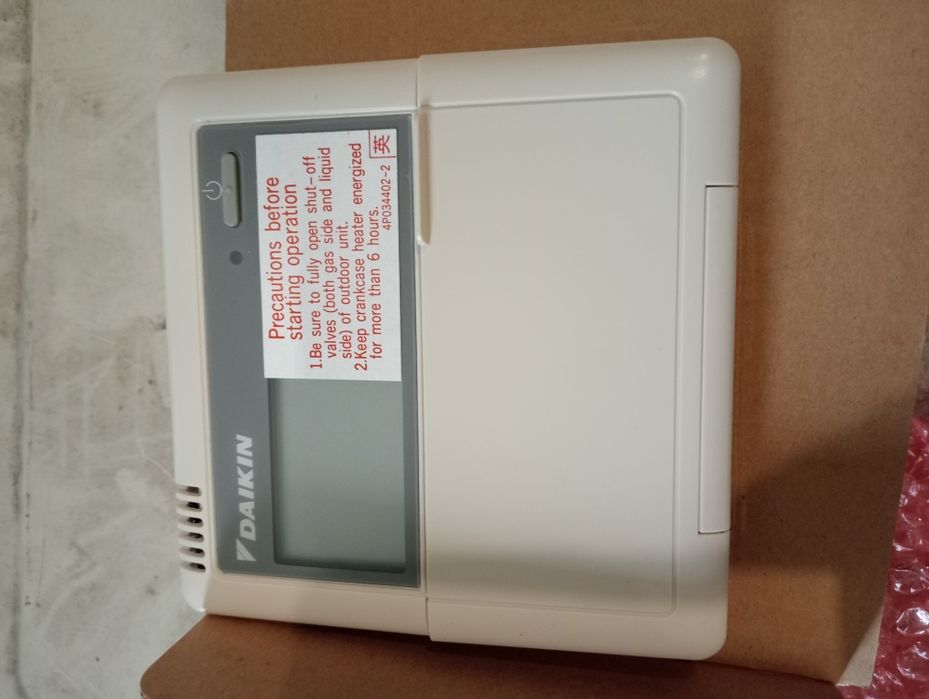 DAIKIN
Precautions before
starting operation
1.Be sure to fully open shut-off
valves (both gas side and liquid
side) of outdoor unit.
2.Keep crankcase heater energized
for more than 6 hours.
4P034402-2
英